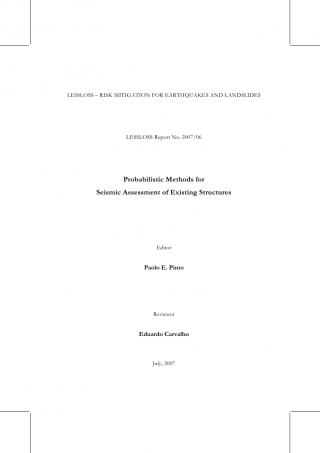 LESSLOSS – RISK MITIGATION FOR EARTHQUAKES AND LANDSLIDES
LESSLOSS Report No. 2007/06
Probabilistic Methods for
Seismic Assessment of Existing Structures
Editor
Paolo E. Pinto
Reviewer
Eduardo Carvalho
July, 2007